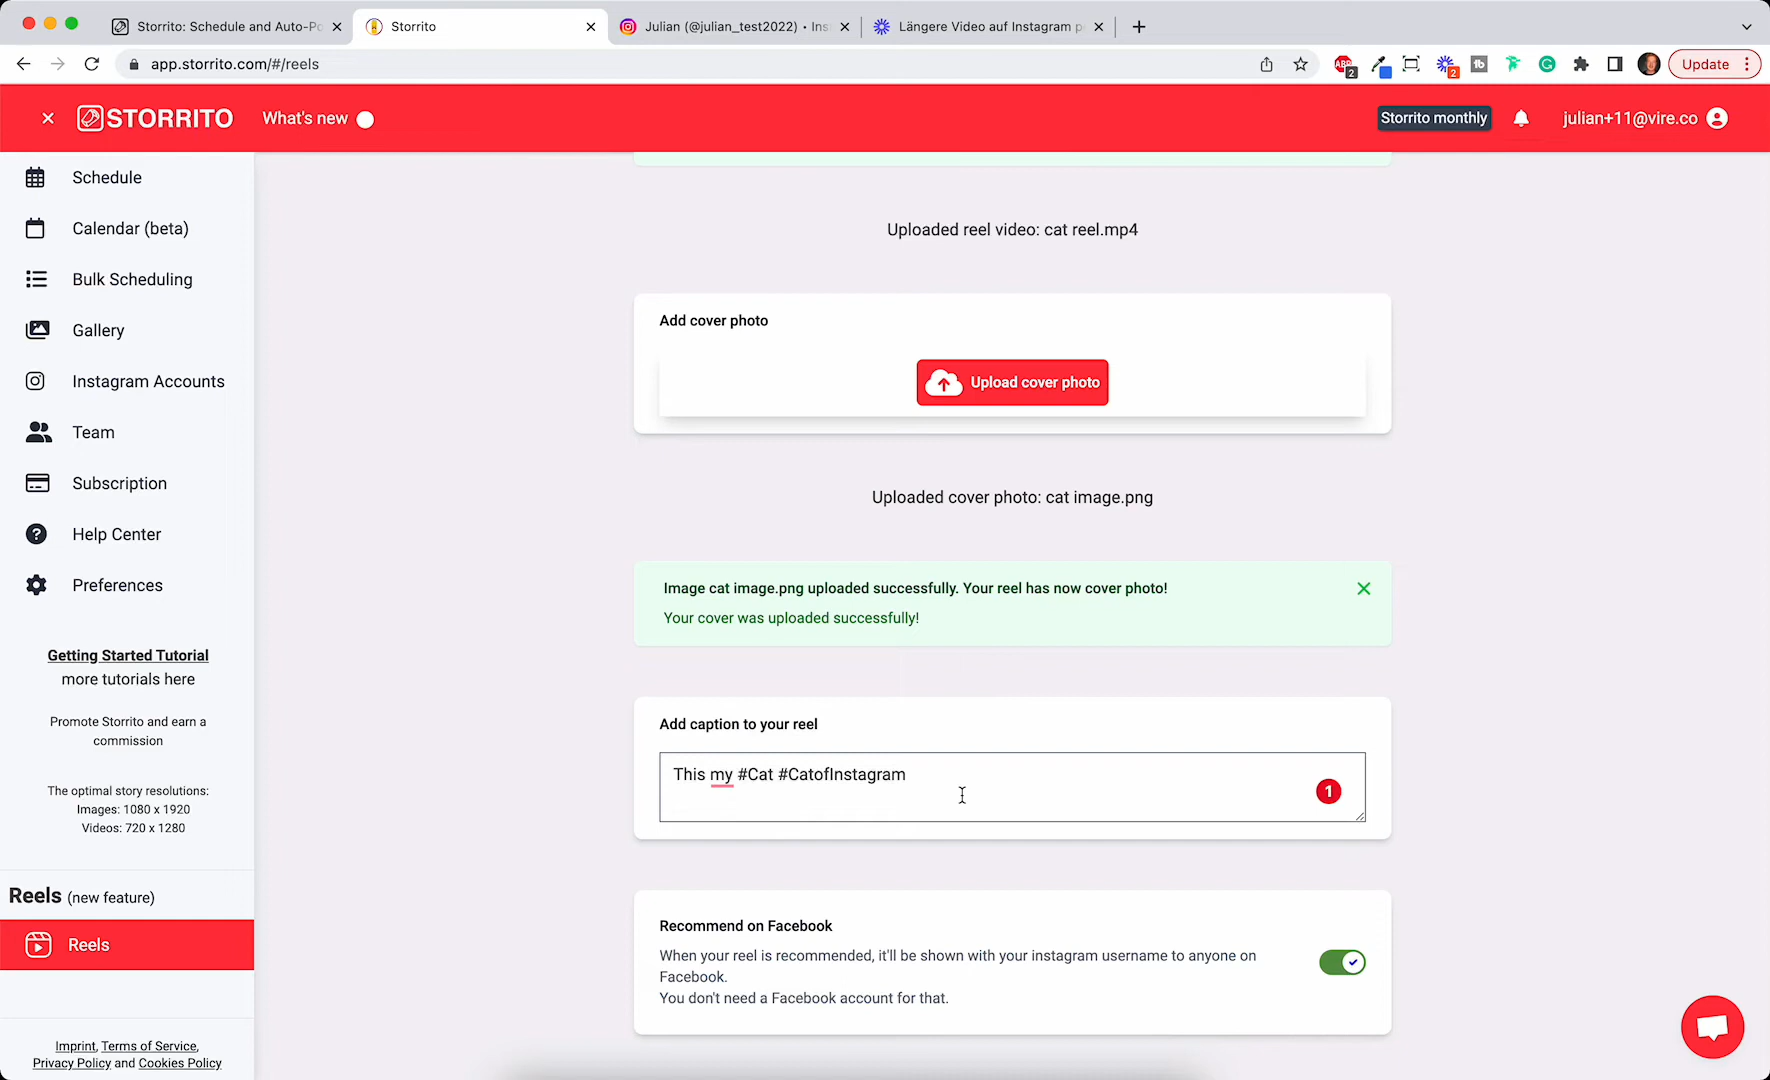 Storrito: Schedule and Auto-Po
Storrito
Julian (@julian_test2022) • Ins
Längere Video auf Instagram p
app.storrito.com/#/reels
ABP
2
2
tb
G
Update
STORRITO
What's new
Storrito monthly
julian+11@vire.co
Schedule
Calendar (beta)
Bulk Scheduling
Gallery
Instagram Accounts
Team
Subscription
Help Center
Preferences
Getting Started Tutorial
more tutorials here
Promote Storrito and earn a
commission
The optimal story resolutions:
Images: 1080 x 1920
Videos: 720 x 1280
Reels (new feature)
Reels
Imprint, Terms of Service,
Privacy Policy and Cookies Policy
Uploaded reel video: cat reel.mp4
Add cover photo
Upload cover photo
Uploaded cover photo: cat image.png
Image cat image.png uploaded successfully. Your reel has now cover photo!
Your cover was uploaded successfully!
Add caption to your reel
This my #Cat #CatofInstagram
1
Recommend on Facebook
When your reel is recommended, it'll be shown with your instagram username to anyone on
Facebook.
You don't need a Facebook account for that.